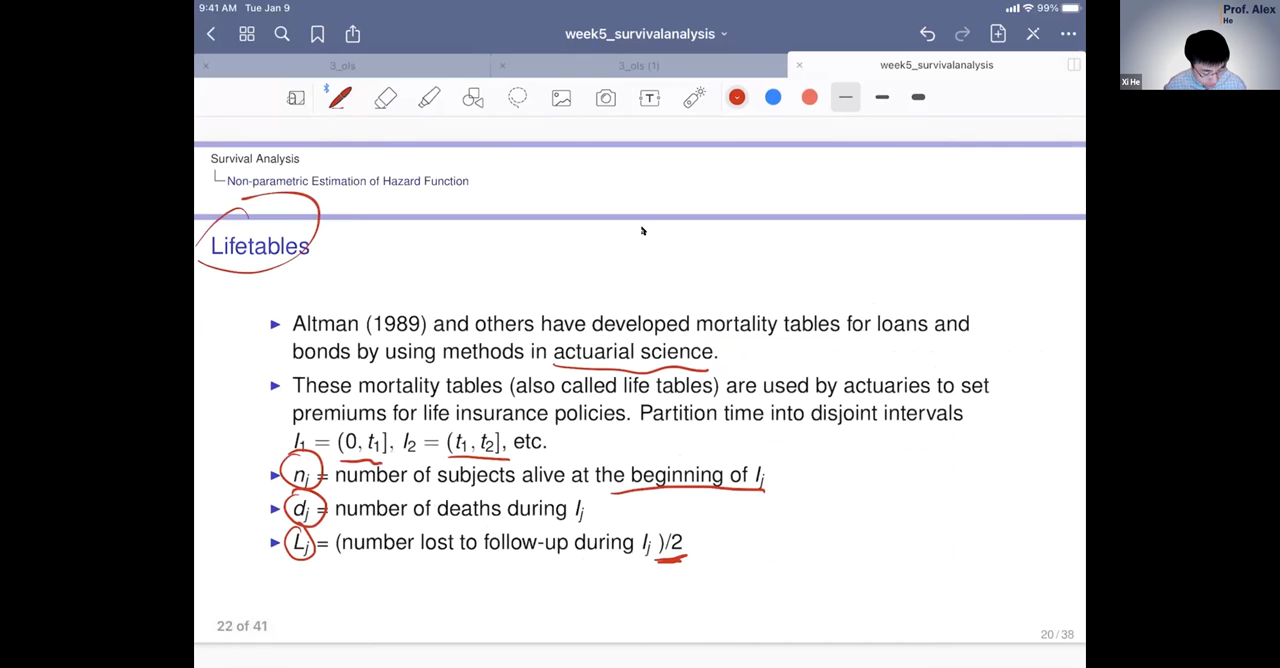 9:41 AM Tue Jan 9
99%
week5_survivalanalysis
3_ols
3_ols (1)
week5_survivalanalysis
T
Prof. Alex
He
Xi He
Survival Analysis
Non-parametric Estimation of Hazard Function
Lifetables
Altman (1989) and others have developed mortality tables for loans and
bonds by using methods in actuarial science.
These mortality tables (also called life tables) are used by actuaries to set
premiums for life insurance policies. Partition time into disjoint intervals
I₁ = (0, t₁], I₂ = (t₁, t₂], etc.
nⱼ = number of subjects alive at the beginning of Iⱼ
dⱼ = number of deaths during Iⱼ
Lⱼ = (number lost to follow-up during Iⱼ )/2
22 of 41
20 / 38